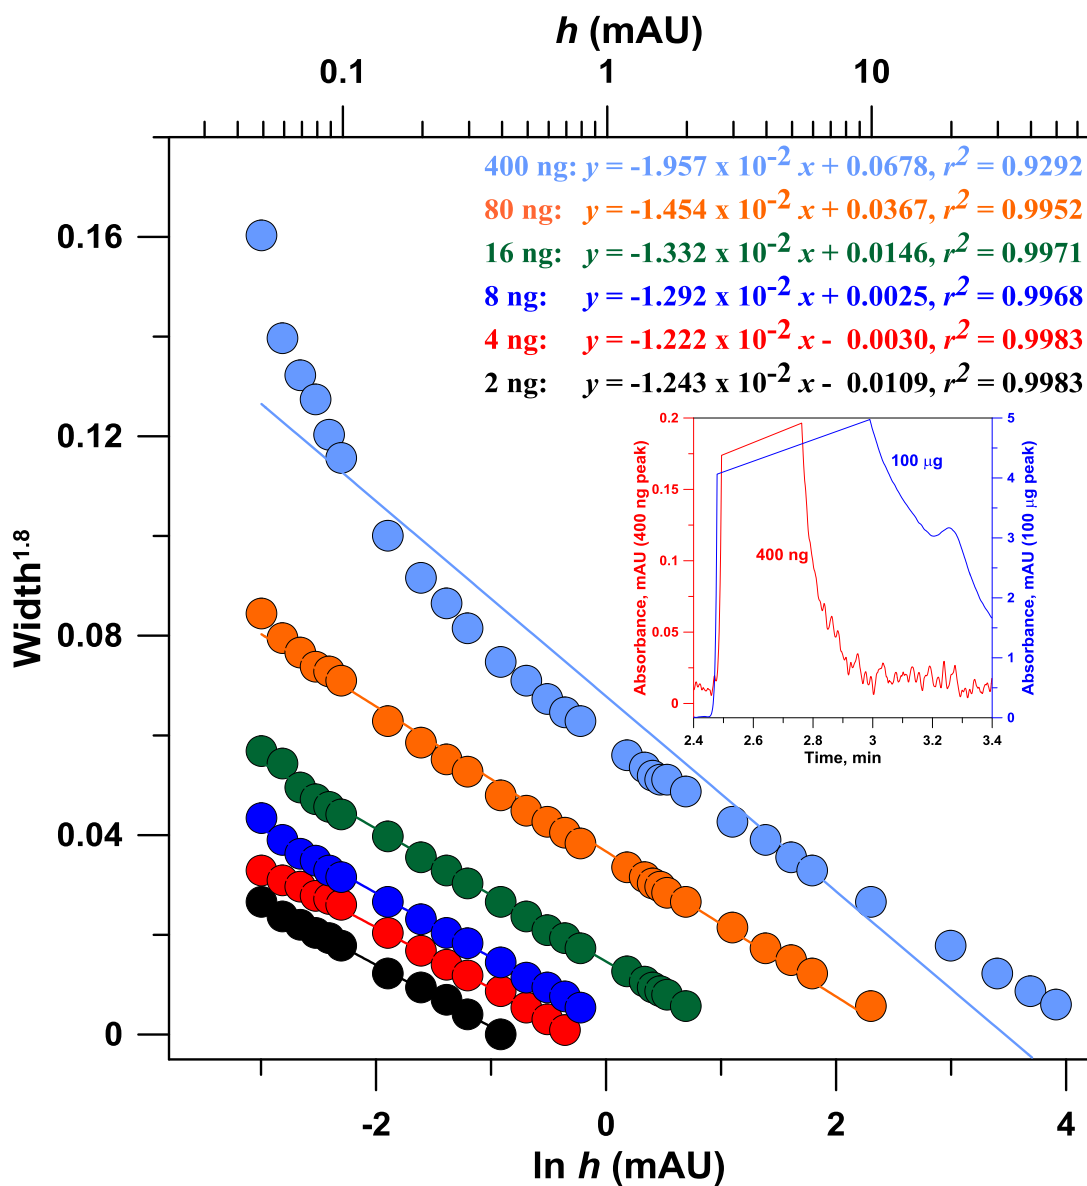 h (mAU)
0.1 1 10
400 ng: y = -1.957 x 10-2 x + 0.0678, r2 = 0.9292
80 ng: y = -1.454 x 10-2 x + 0.0367, r2 = 0.9952
16 ng: y = -1.332 x 10-2 x + 0.0146, r2 = 0.9971
8 ng: y = -1.292 x 10-2 x + 0.0025, r2 = 0.9968
4 ng: y = -1.222 x 10-2 x - 0.0030, r2 = 0.9983
2 ng: y = -1.243 x 10-2 x - 0.0109, r2 = 0.9983
Width1.8
0.16
0.12
0.08
0.04
0
Absorbance, mAU (400 ng peak)
0.2
0.15
0.1
0.05
0
100 µg
400 ng
5
4
3
2
1
0
Absorbance, mAU (100 µg peak)
2.4 2.6 2.8 3 3.2 3.4
Time, min
-2 0 2 4
ln h (mAU)